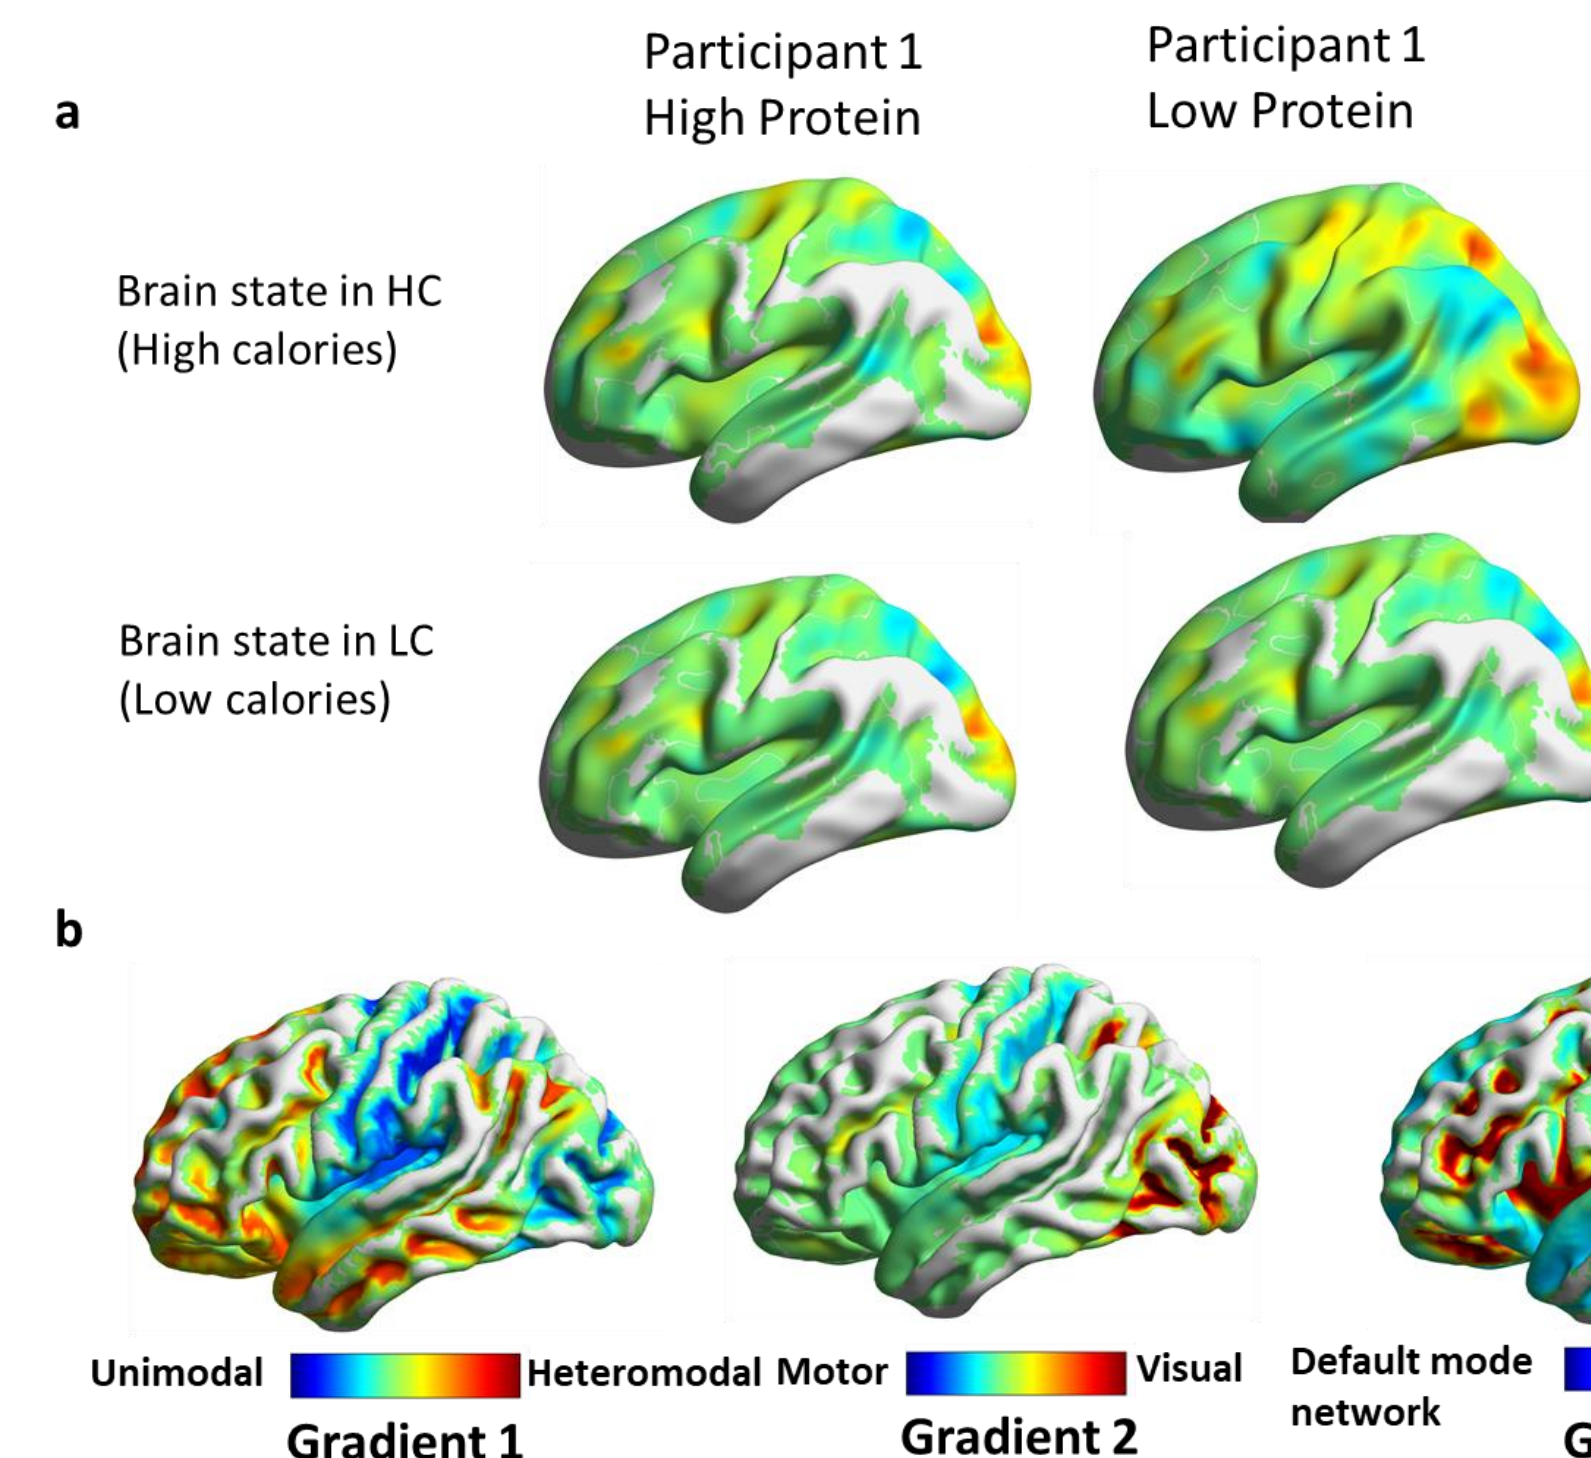 a
Participant 1
High Protein
Participant 1
Low Protein
Brain state in HC
(High calories)
Brain state in LC
(Low calories)
b
Unimodal
Heteromodal
Gradient 1
Motor
Visual
Gradient 2
Default mode
network
G